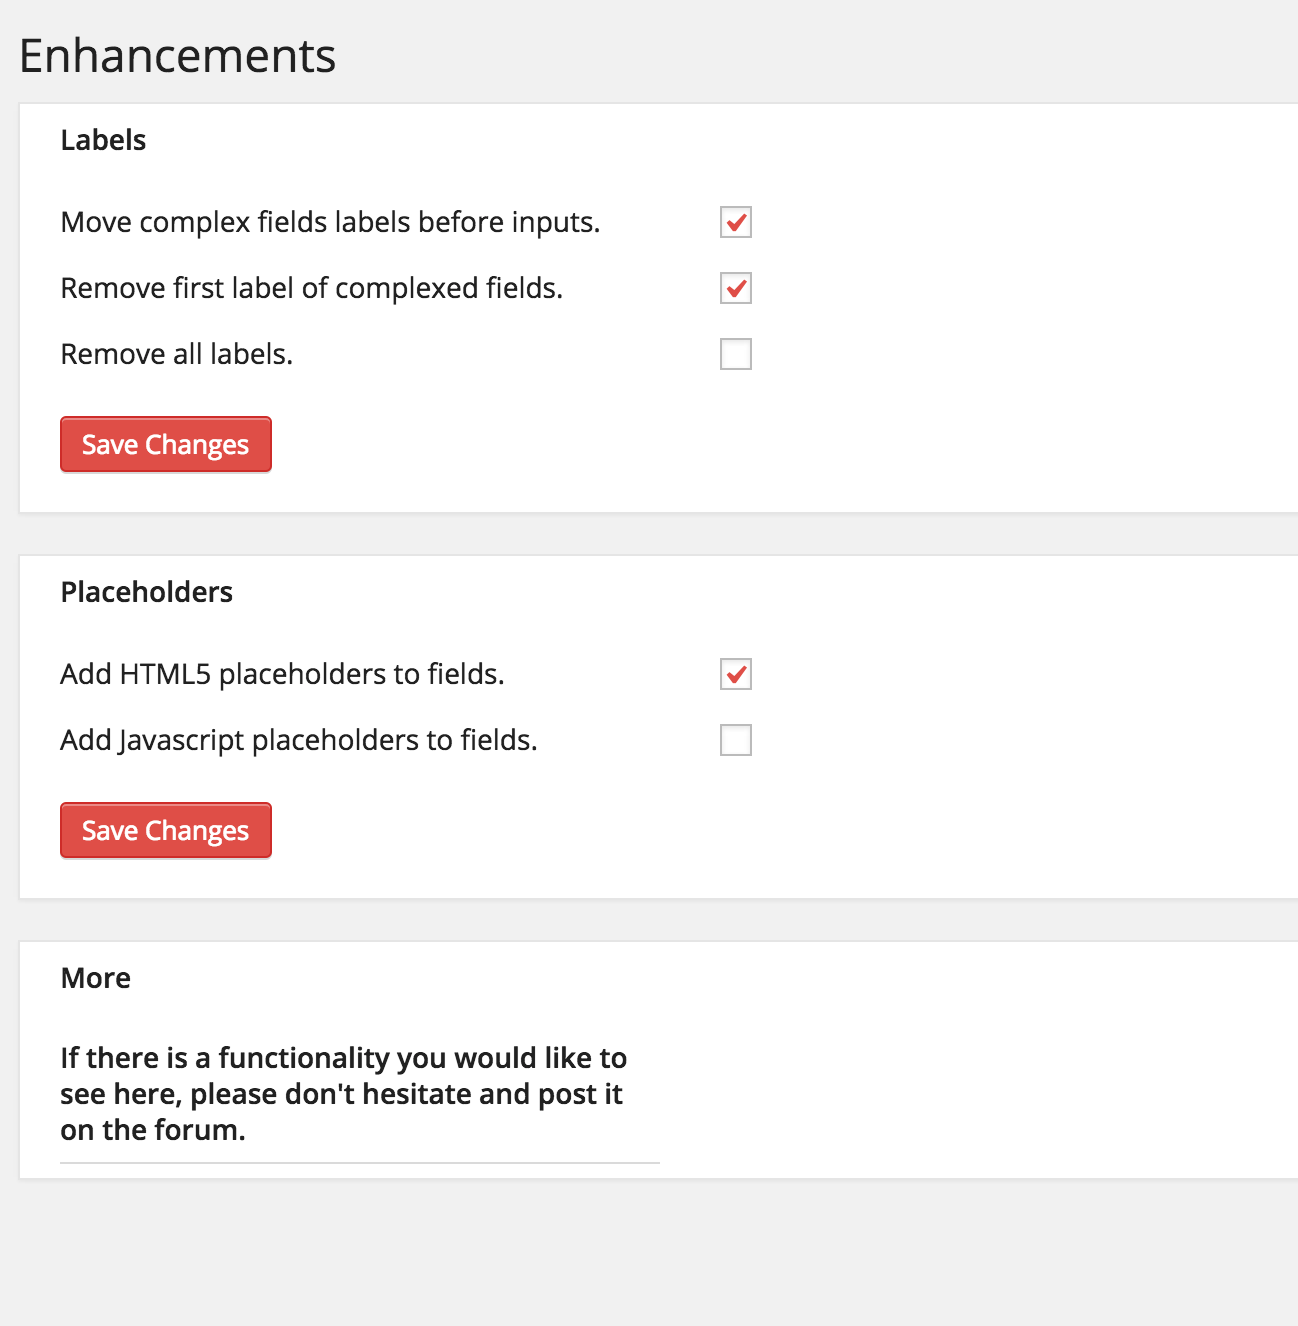 Enhancements
Labels
Move complex fields labels before inputs.
Remove first label of complexed fields.
Remove all labels.
Save Changes
Placeholders
Add HTML5 placeholders to fields.
Add Javascript placeholders to fields.
Save Changes
More
If there is a functionality you would like to
see here, please don't hesitate and post it
on the forum.